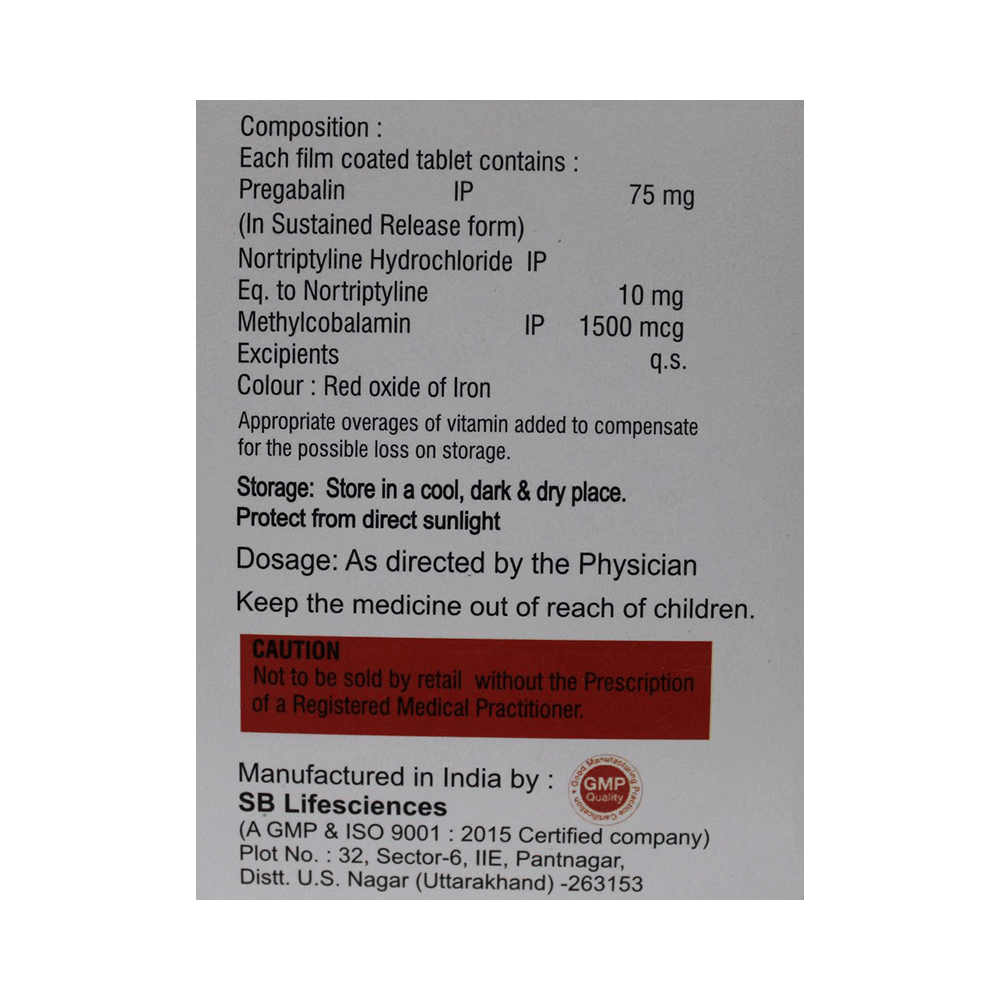 Composition :
Each film coated tablet contains :
Pregabalin IP 75 mg
(In Sustained Release form)
Nortriptyline Hydrochloride IP
Eq. to Nortriptyline 10 mg
Methylcobalamin IP 1500 mcg
Excipients q.s.
Colour : Red oxide of Iron
Appropriate overages of vitamin added to compensate
for the possible loss on storage.
Storage: Store in a cool, dark & dry place.
Protect from direct sunlight
Dosage: As directed by the Physician
Keep the medicine out of reach of children.
CAUTION
Not to be sold by retail without the Prescription
of a Registered Medical Practitioner.
Manufactured in India by :
Good Manufacturing Practice Certification
GMP
Quality
SB Lifesciences
(A GMP & ISO 9001 : 2015 Certified company)
Plot No. : 32, Sector-6, IIE, Pantnagar,
Distt. U.S. Nagar (Uttarakhand) -263153